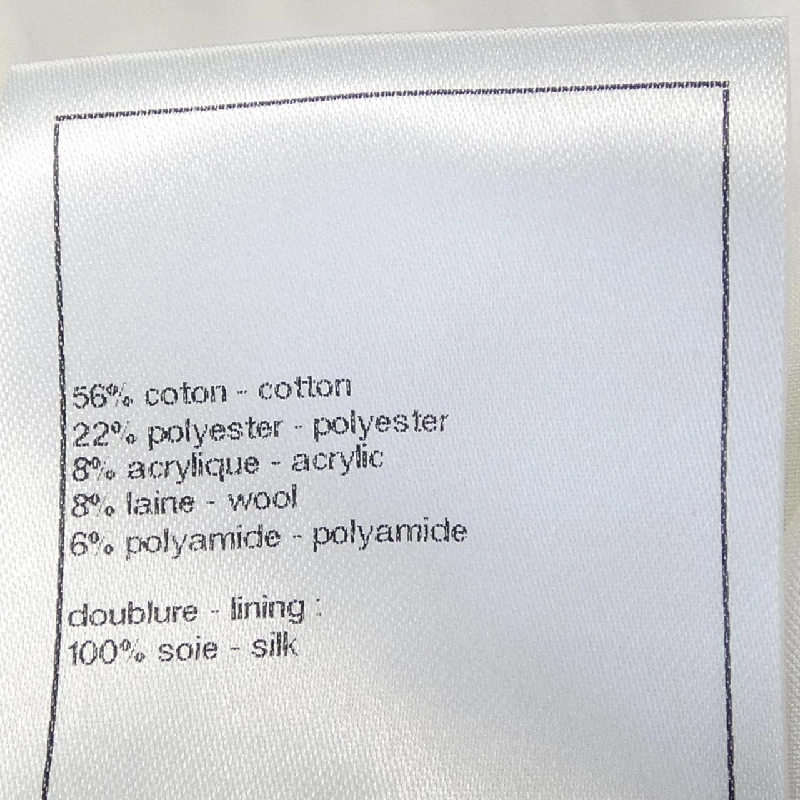 56% coton - cotton
22% polyester - polyester
8% acrylique - acrylic
8% laine - wool
6% polyamide - polyamide
doublure - lining :
100% soie - silk